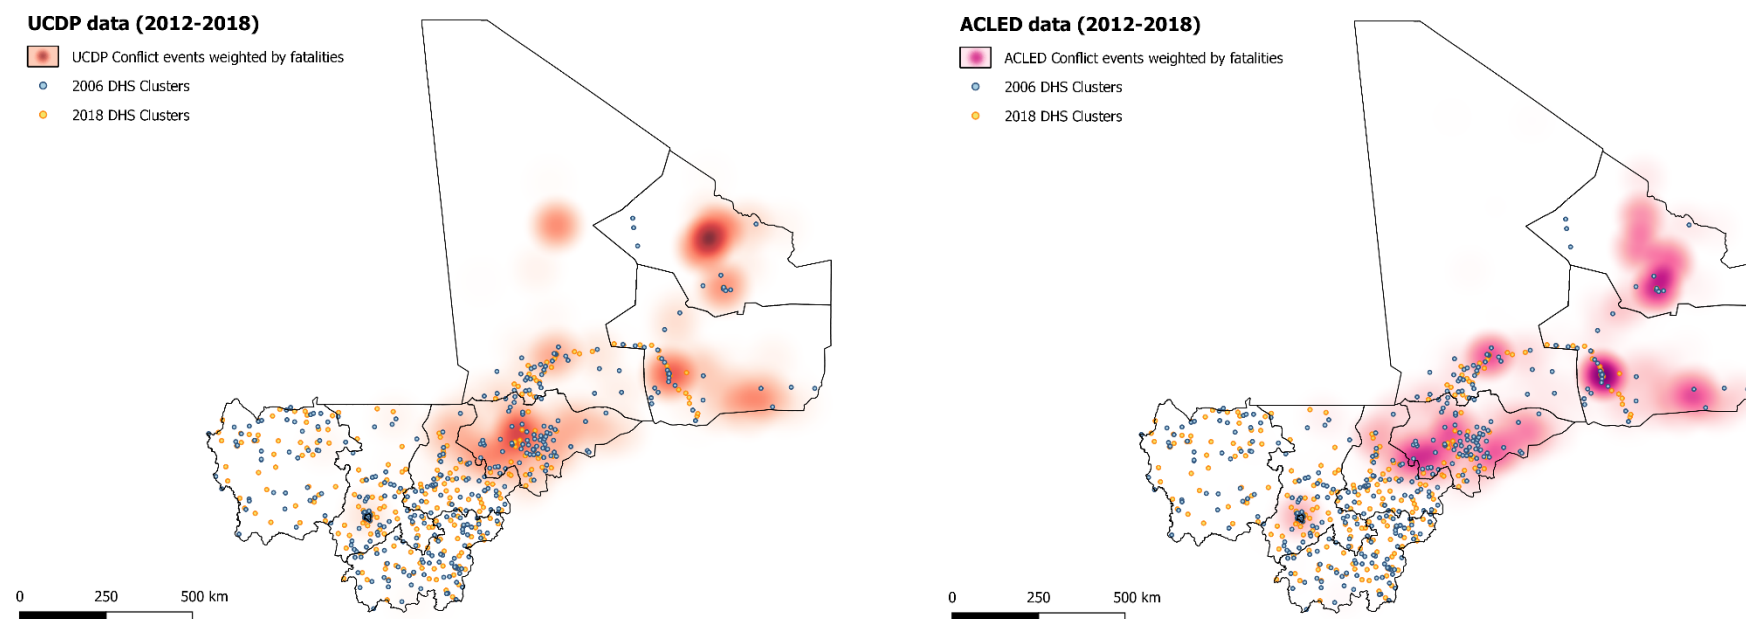 UCDP data (2012-2018)
UCDP Conflict events weighted by fatalities
2006 DHS Clusters
2018 DHS Clusters
0 250 500 km
ACLED data (2012-2018)
ACLED Conflict events weighted by fatalities
2006 DHS Clusters
2018 DHS Clusters
0 250 500 km